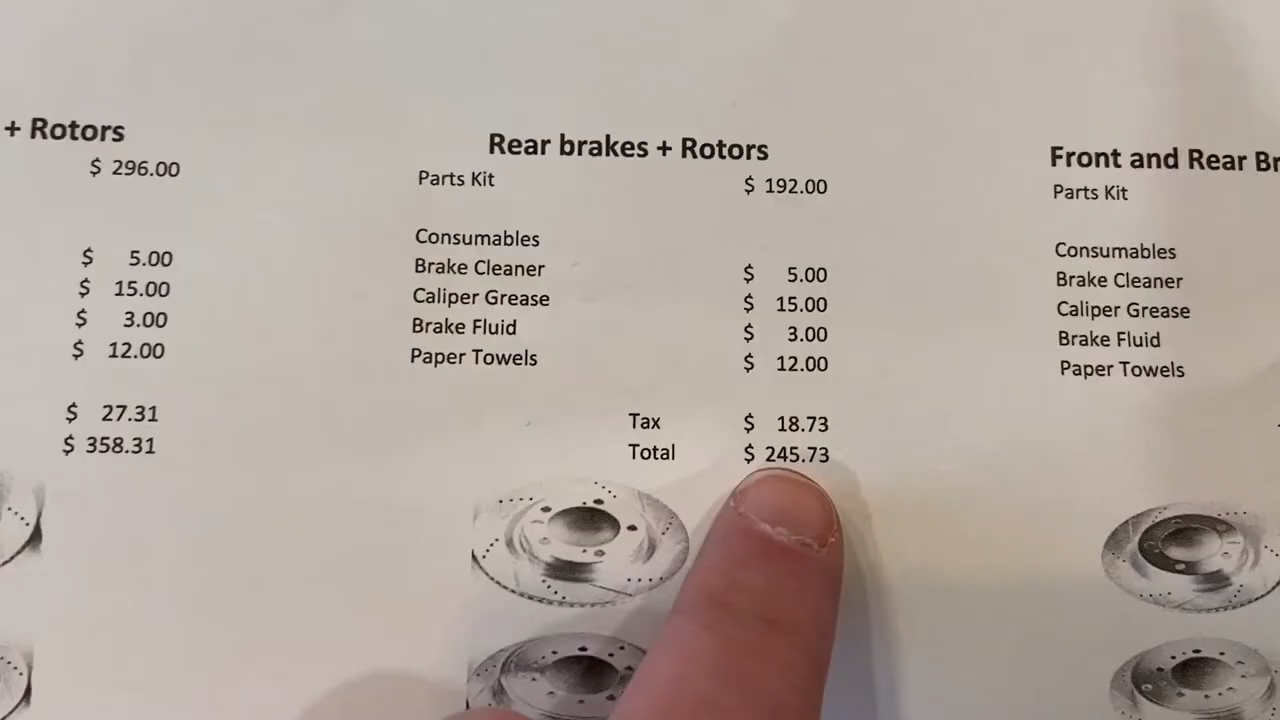 + Rotors
$ 296.00
$ 5.00
$ 15.00
$ 3.00
$ 12.00
$ 27.31
$ 358.31
Rear brakes + Rotors
Parts Kit $ 192.00
Consumables
Brake Cleaner $ 5.00
Caliper Grease $ 15.00
Brake Fluid $ 3.00
Paper Towels $ 12.00
Tax $ 18.73
Total $ 245.73
Front and Rear Br
Parts Kit
Consumables
Brake Cleaner
Caliper Grease
Brake Fluid
Paper Towels